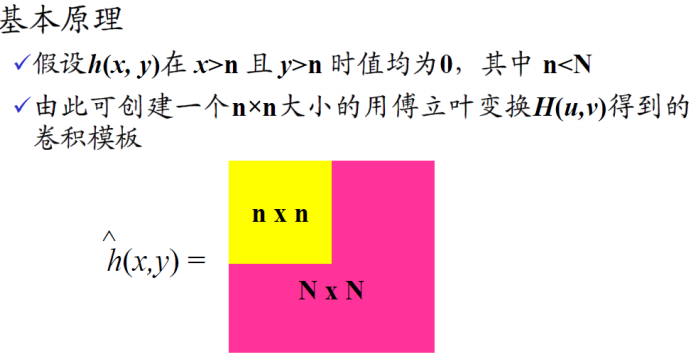 基本原理
✓假设h(x, y)在 x>n 且 y>n 时值均为0，其中 n<N
✓由此可创建一个n×n大小的用傅立叶变换H(u,v)得到的
卷积模板
n x n
ĥ(x,y) =
N x N